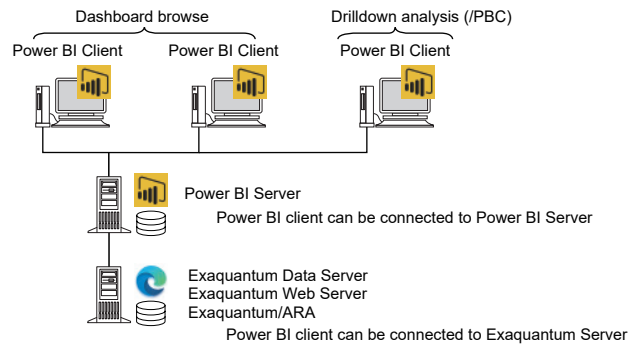 Dashboard browse
Drilldown analysis (/PBC)
Power BI Client
Power BI Client
Power BI Client
Power BI Server
Power BI client can be connected to Power BI Server
Exaquantum Data Server
Exaquantum Web Server
Exaquantum/ARA
Power BI client can be connected to Exaquantum Server